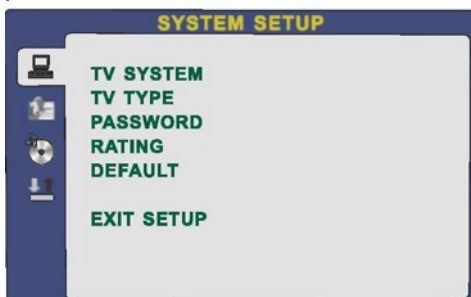 SYSTEM SETUP
TV SYSTEM
TV TYPE
PASSWORD
RATING
DEFAULT
EXIT SETUP